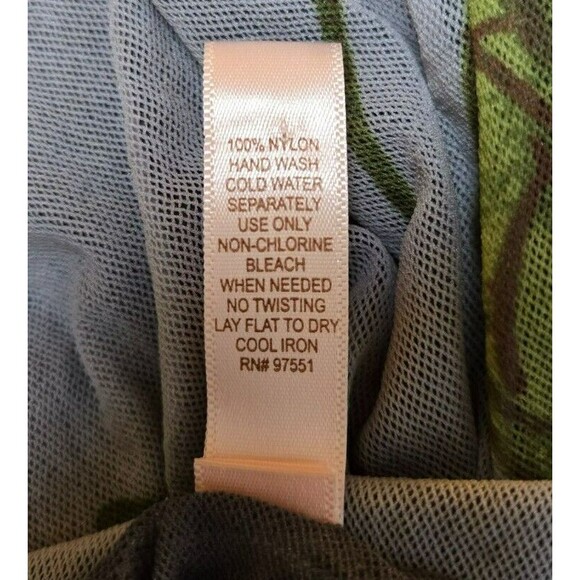 100% NYLON
HAND WASH
COLD WATER
SEPARATELY
USE ONLY
NON-CHLORINE
BLEACH
WHEN NEEDED
NO TWISTING
LAY FLAT TO DRY
COOL IRON
RN# 97551